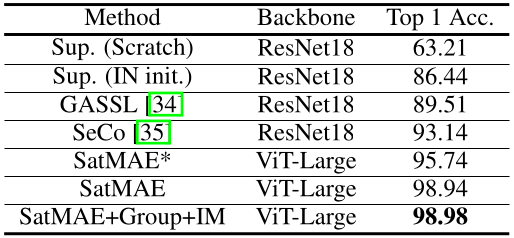 Method Backbone Top 1 Acc.
Sup. (Scratch) ResNet18 63.21
Sup. (IN init.) ResNet18 86.44
GASSL [34] ResNet18 89.51
SeCo [35] ResNet18 93.14
SatMAE* ViT-Large 95.74
SatMAE ViT-Large 98.94
SatMAE+Group+IM ViT-Large 98.98